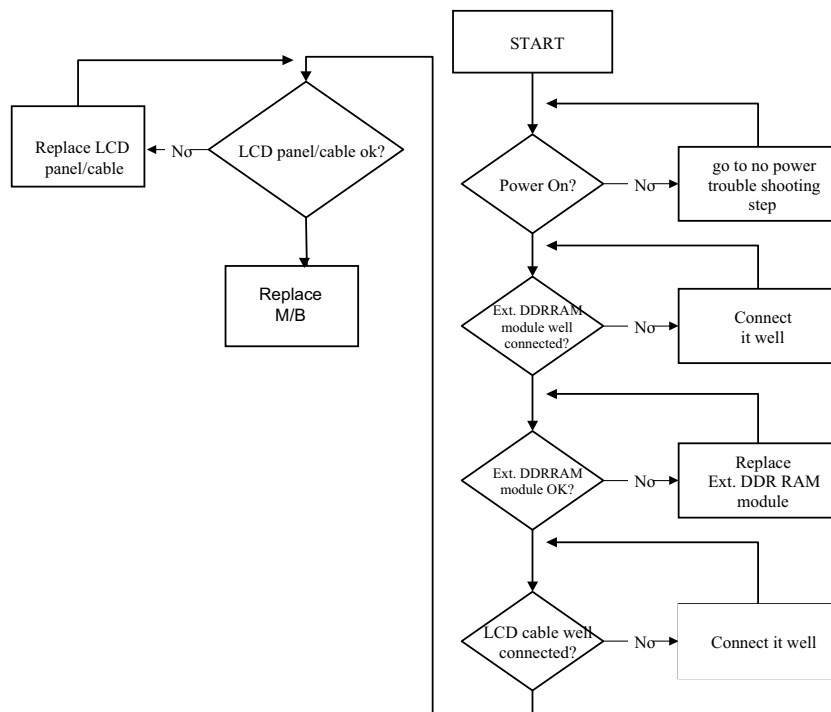 START
Power On?
No
go to no power
trouble shooting
step
Ext. DDRRAM
module well
connected?
No
Connect
it well
Ext. DDRRAM
module OK?
No
Replace
Ext. DDR RAM
module
LCD cable well
connected?
No
Connect it well
LCD panel/cable ok?
No
Replace LCD
panel/cable
Replace
M/B